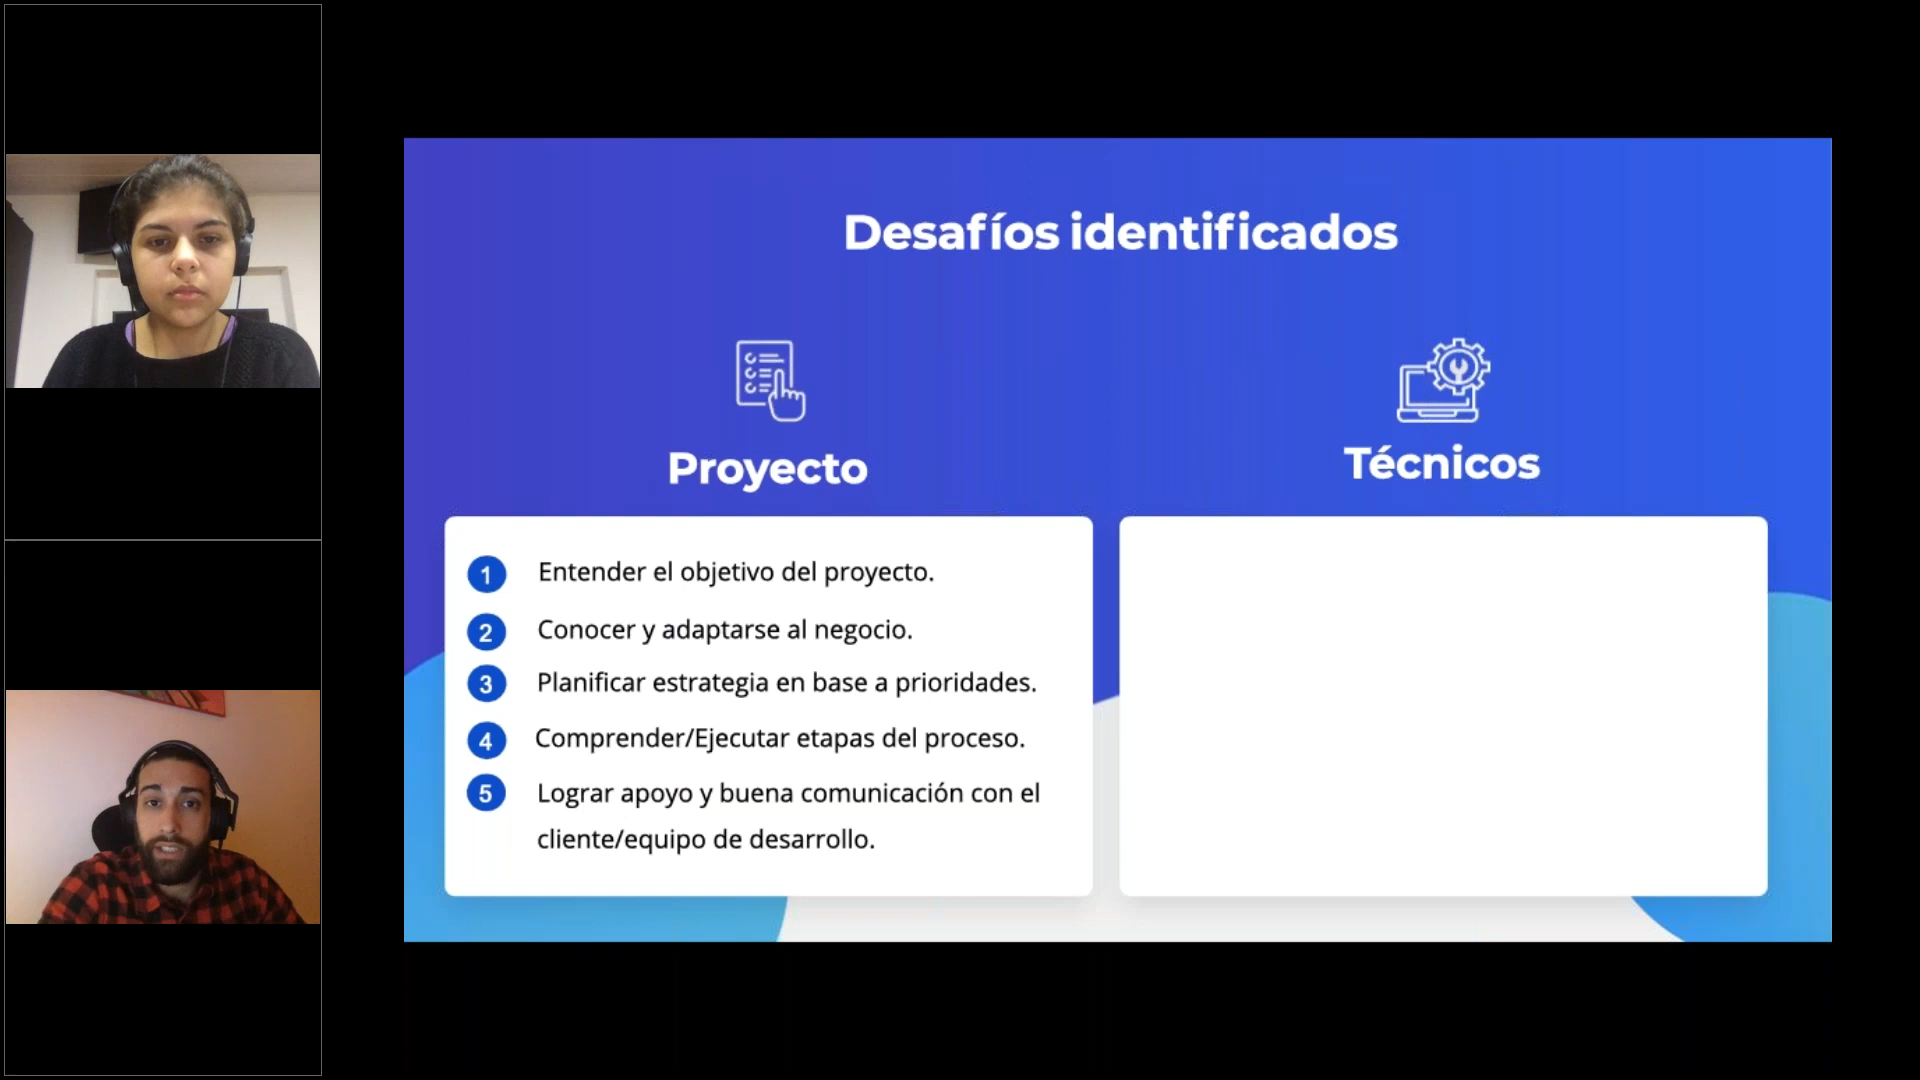 Desafíos identificados
Proyecto
1 Entender el objetivo del proyecto.
2 Conocer y adaptarse al negocio.
3 Planificar estrategia en base a prioridades.
4 Comprender/Ejecutar etapas del proceso.
5 Lograr apoyo y buena comunicación con el
cliente/equipo de desarrollo.
Técnicos